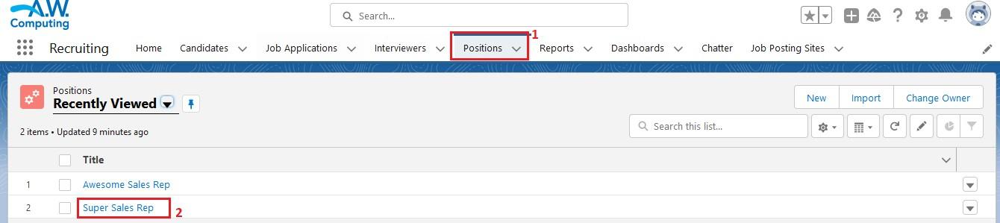 A.W.
Computing
Search...
1
Recruiting Home Candidates Job Applications Interviewers Positions Reports Dashboards Chatter Job Posting Sites
Positions
Recently Viewed
New Import Change Owner
2 items • Updated 9 minutes ago
Search this list...
Title
1 Awesome Sales Rep
2 Super Sales Rep 2